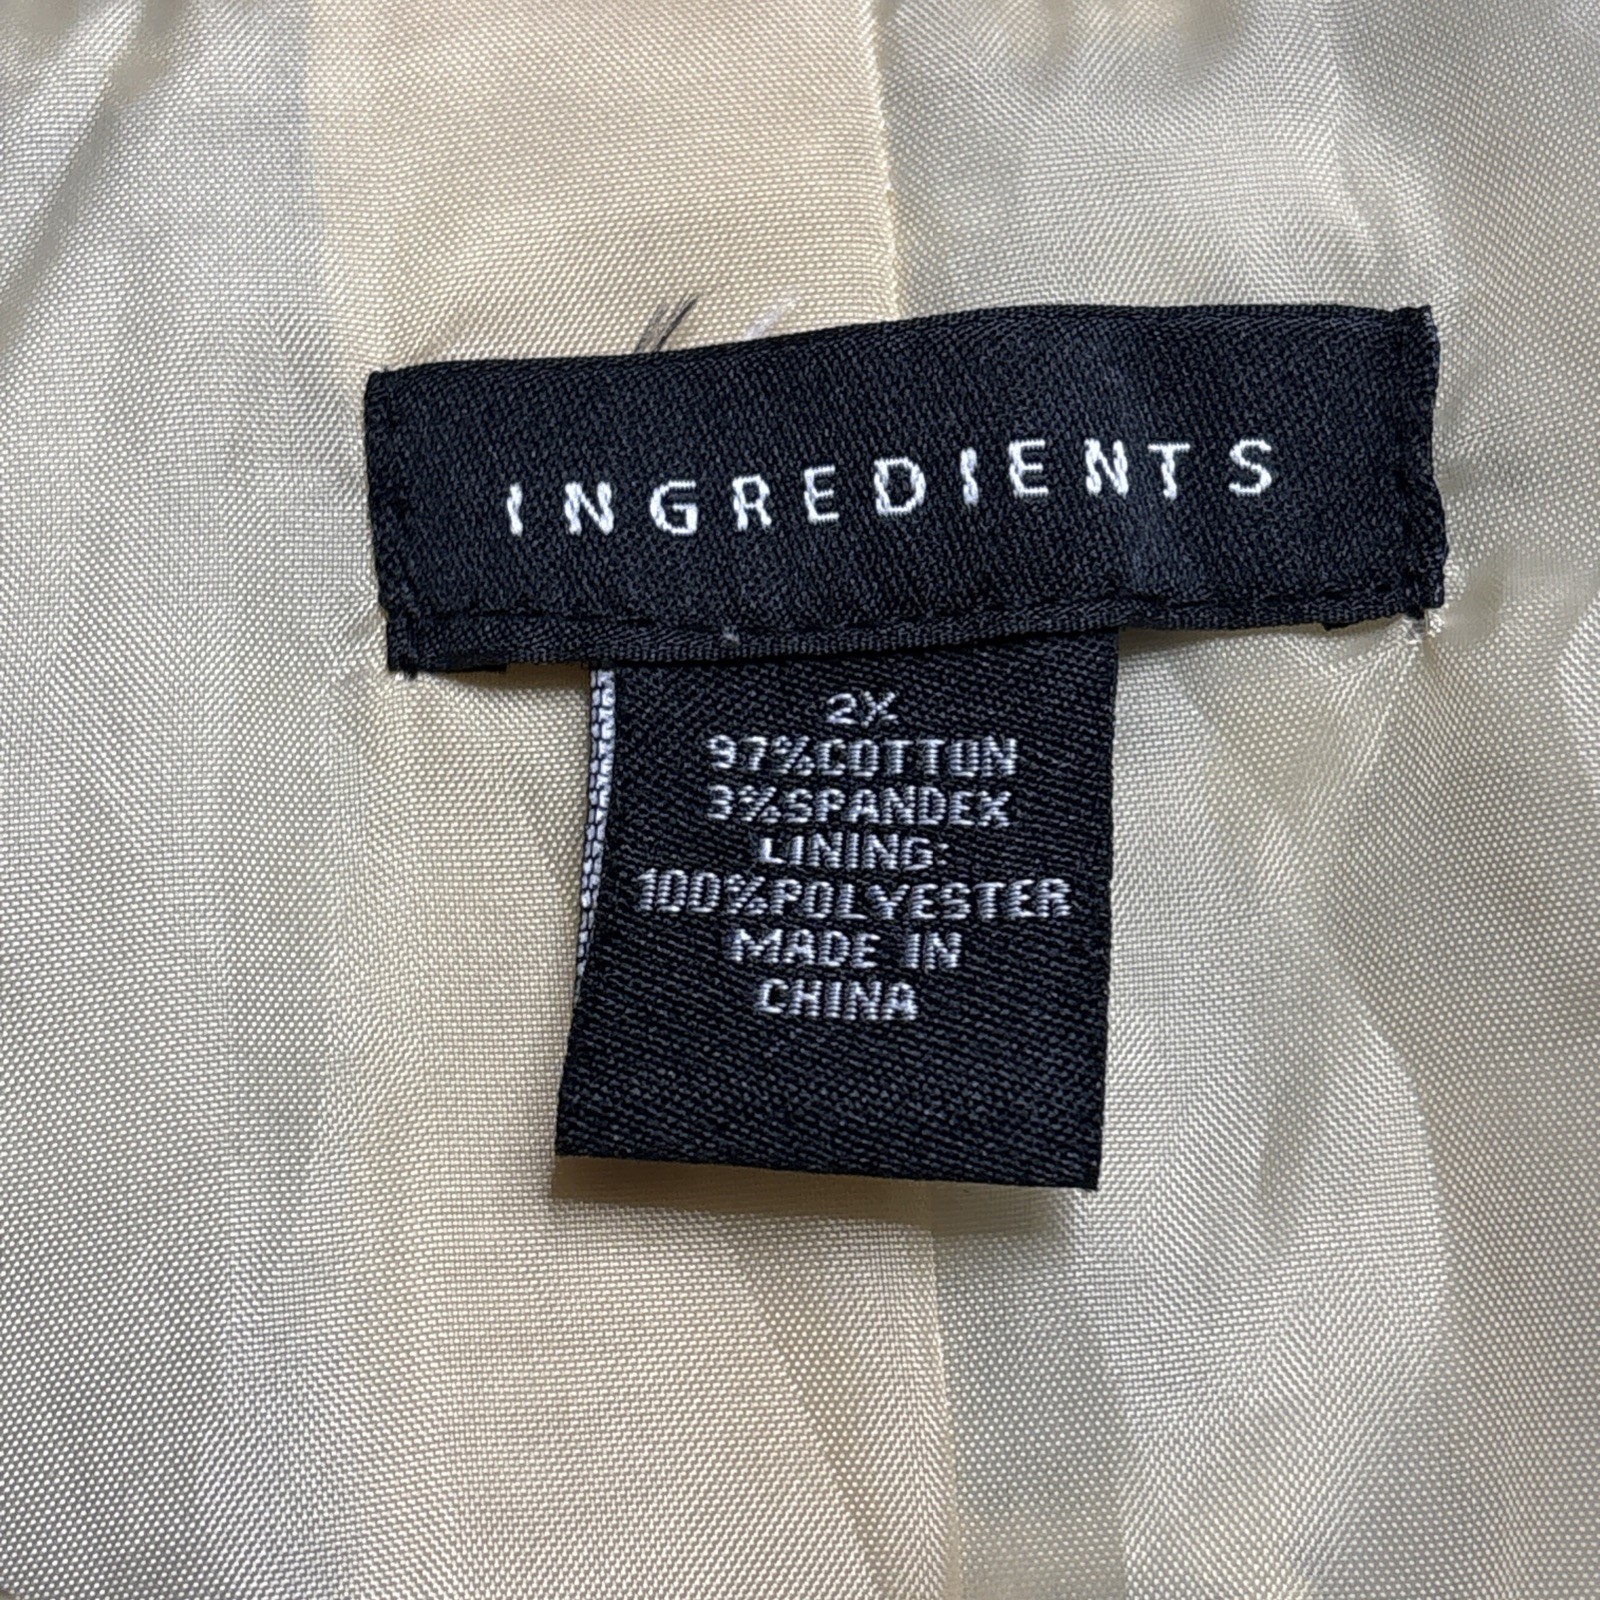 INGREDIENTS
2X
97%COTTON
3%SPANDEX
LINING:
100%POLYESTER
MADE IN
CHINA